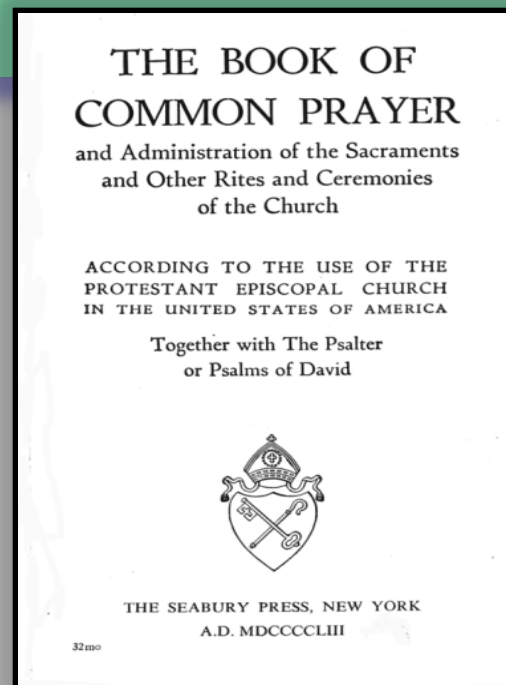 THE BOOK OF
COMMON PRAYER
and Administration of the Sacraments
and Other Rites and Ceremonies
of the Church
ACCORDING TO THE USE OF THE
PROTESTANT EPISCOPAL CHURCH
IN THE UNITED STATES OF AMERICA
Together with The Psalter
or Psalms of David
THE SEABURY PRESS, NEW YORK
A.D. MDCCCCLIII
32mo